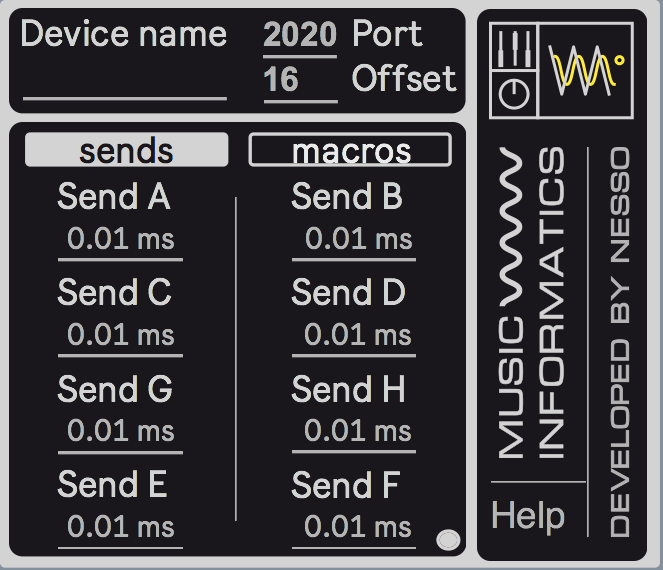 Device name
2020 Port
16 Offset
sends
macros
Send A
Send B
0.01 ms
0.01 ms
Send C
Send D
0.01 ms
0.01 ms
Send G
Send H
0.01 ms
0.01 ms
Send E
Send F
0.01 ms
0.01 ms
MUSIC
INFORMATICS
DEVELOPED BY NESSO
Help